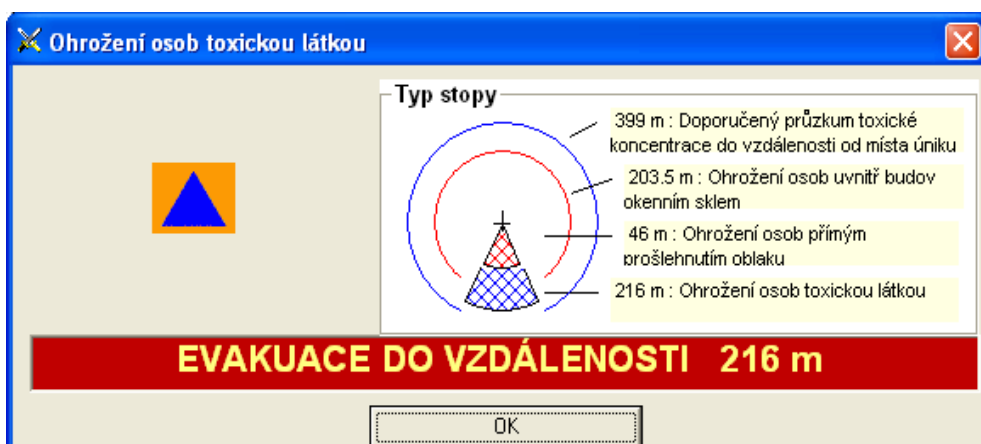 Ohrožení osob toxickou látkou
Typ stopy
399 m : Doporučený průzkum toxické
koncentrace do vzdálenosti od místa úniku
203.5 m : Ohrožení osob uvnitř budov
okenním sklem
46 m : Ohrožení osob přímým
prošlehnutím oblaku
216 m : Ohrožení osob toxickou látkou
EVAKUACE DO VZDÁLENOSTI 216 m
OK